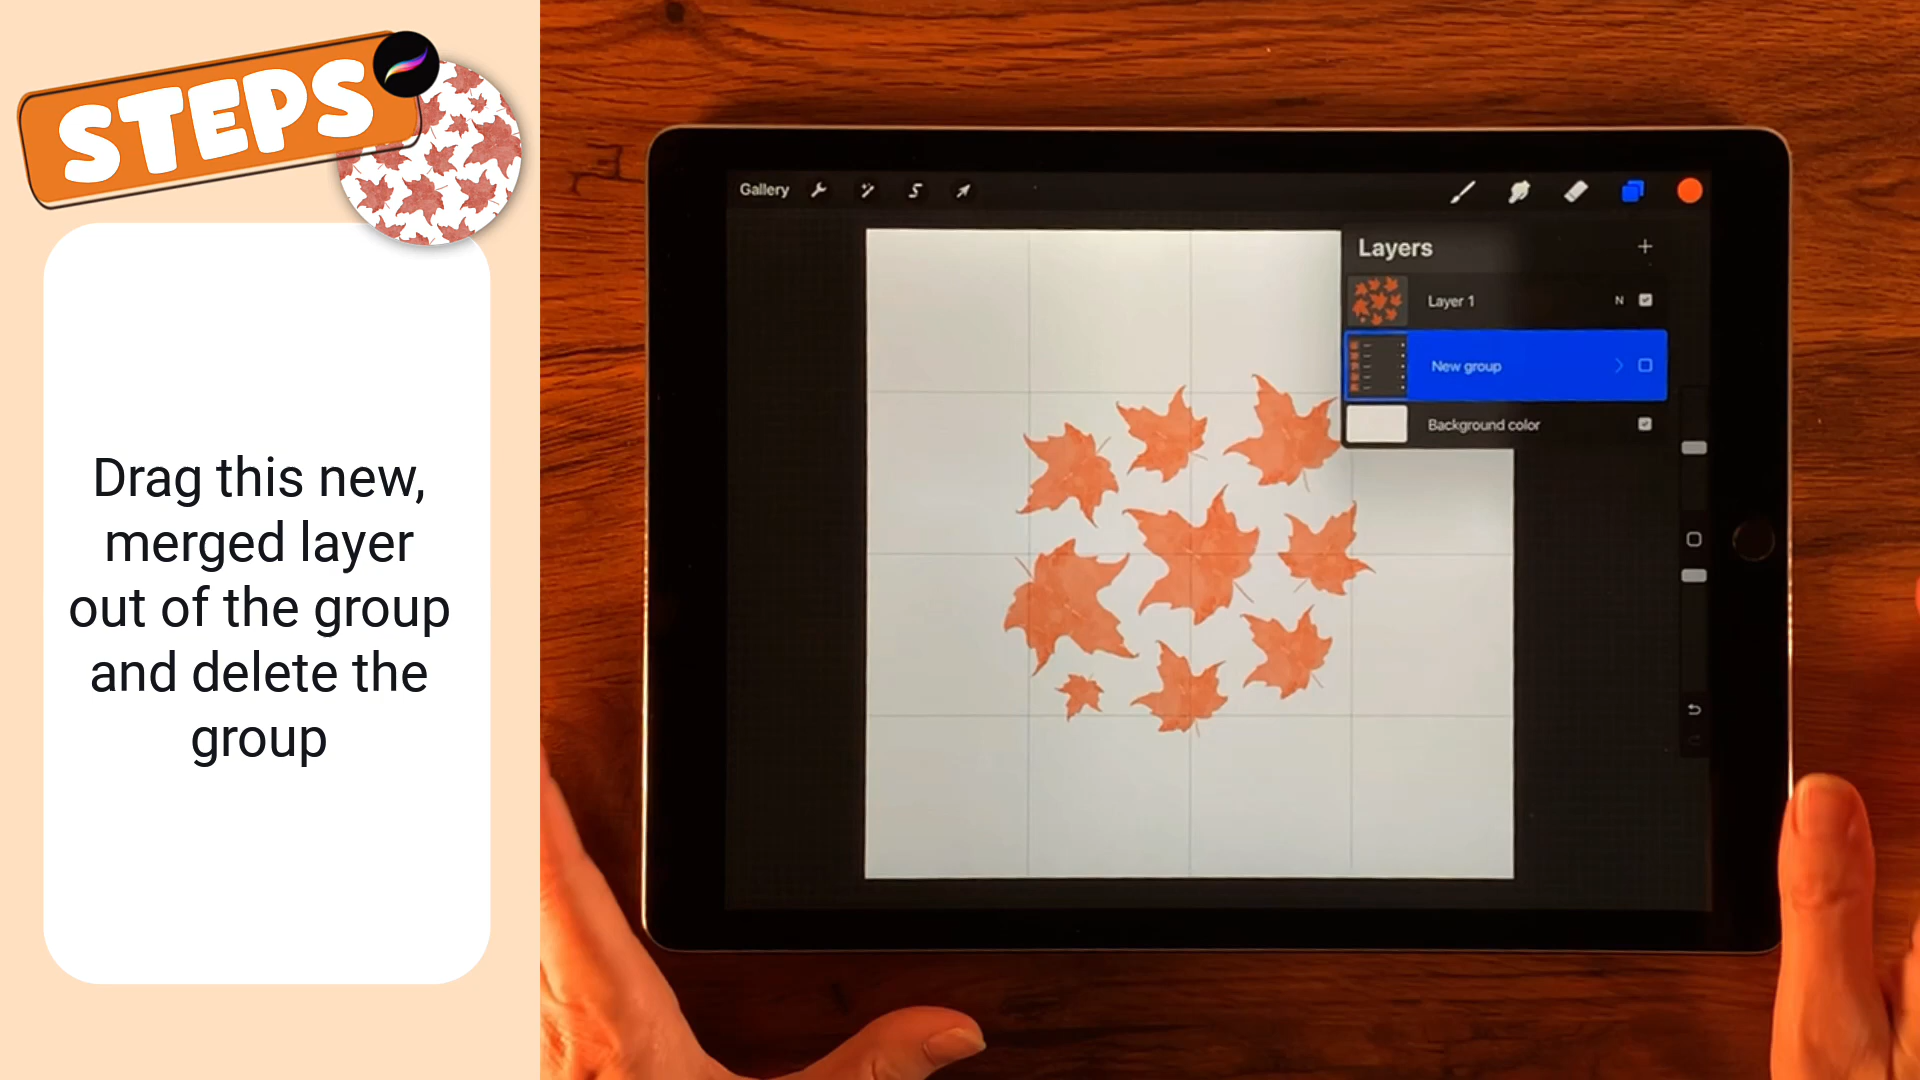 STEPS
Drag this new,
merged layer
out of the group
and delete the
group
Gallery
Layers
Layer 1 N
New group
Background color